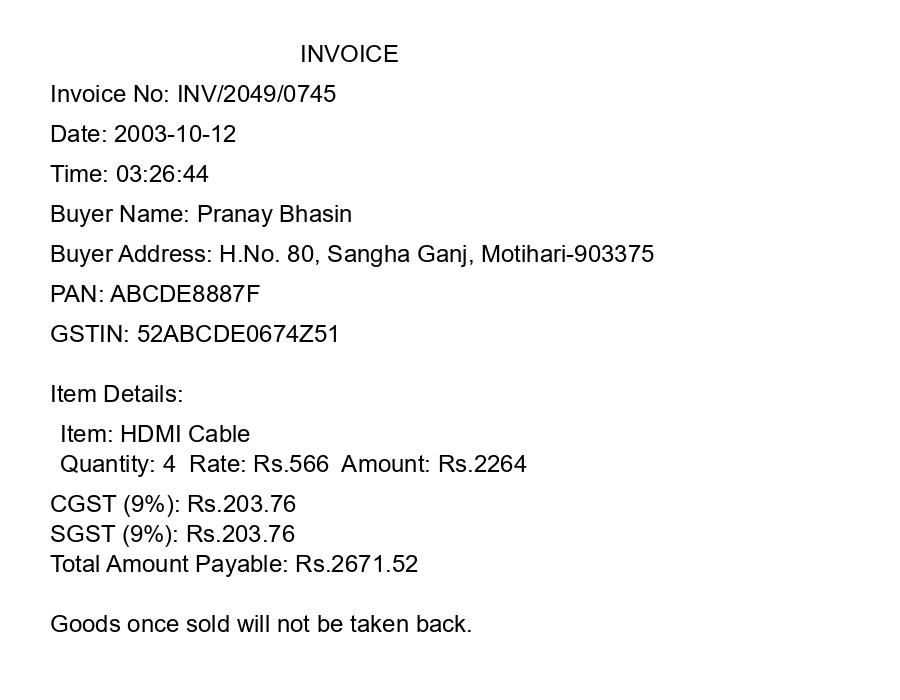 INVOICE
Invoice No: INV/2049/0745
Date: 2003-10-12
Time: 03:26:44
Buyer Name: Pranay Bhasin
Buyer Address: H.No. 80, Sangha Ganj, Motihari-903375
PAN: ABCDE8887F
GSTIN: 52ABCDE0674Z51
Item Details:
Item: HDMI Cable
Quantity: 4  Rate: Rs.566  Amount: Rs.2264
CGST (9%): Rs.203.76
SGST (9%): Rs.203.76
Total Amount Payable: Rs.2671.52
Goods once sold will not be taken back.